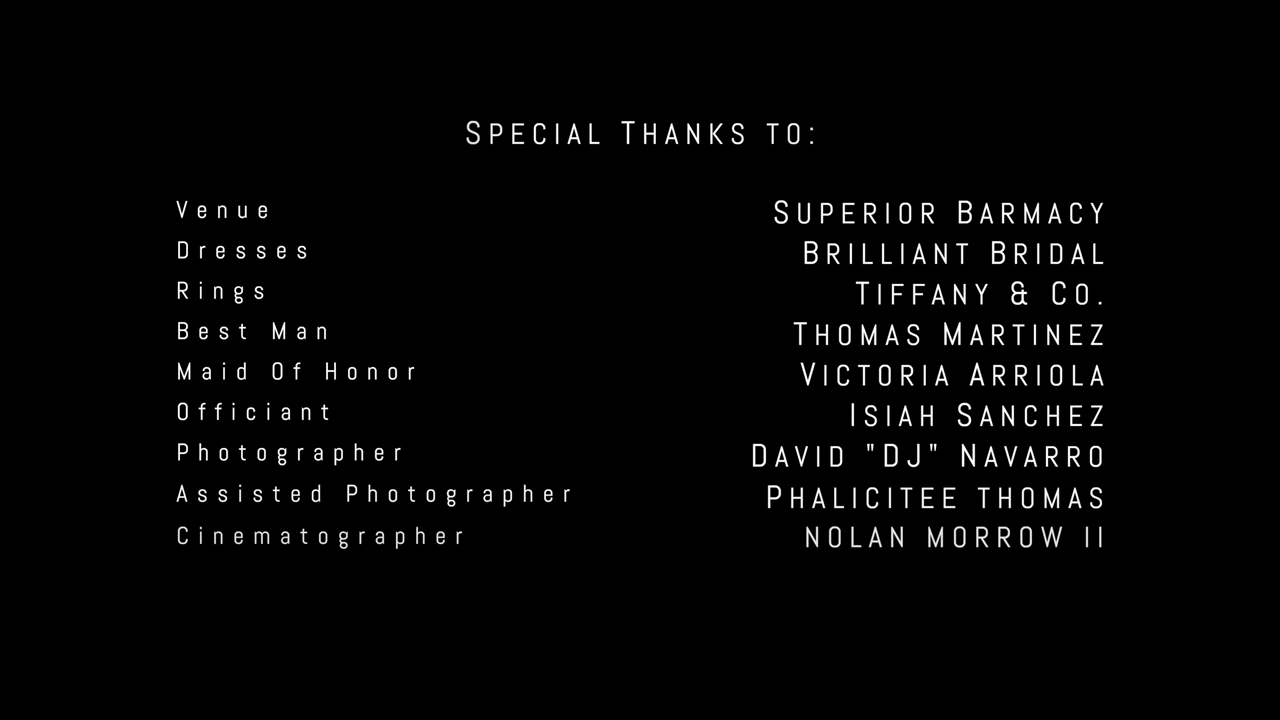 Special Thanks to:
Venue Superior Barmacy
Dresses Brilliant Bridal
Rings Tiffany & Co.
Best Man Thomas Martinez
Maid Of Honor Victoria Arriola
Officiant Isiah Sanchez
Photographer David "DJ" Navarro
Assisted Photographer Phalicitee thomas
Cinematographer nolan morrow ii